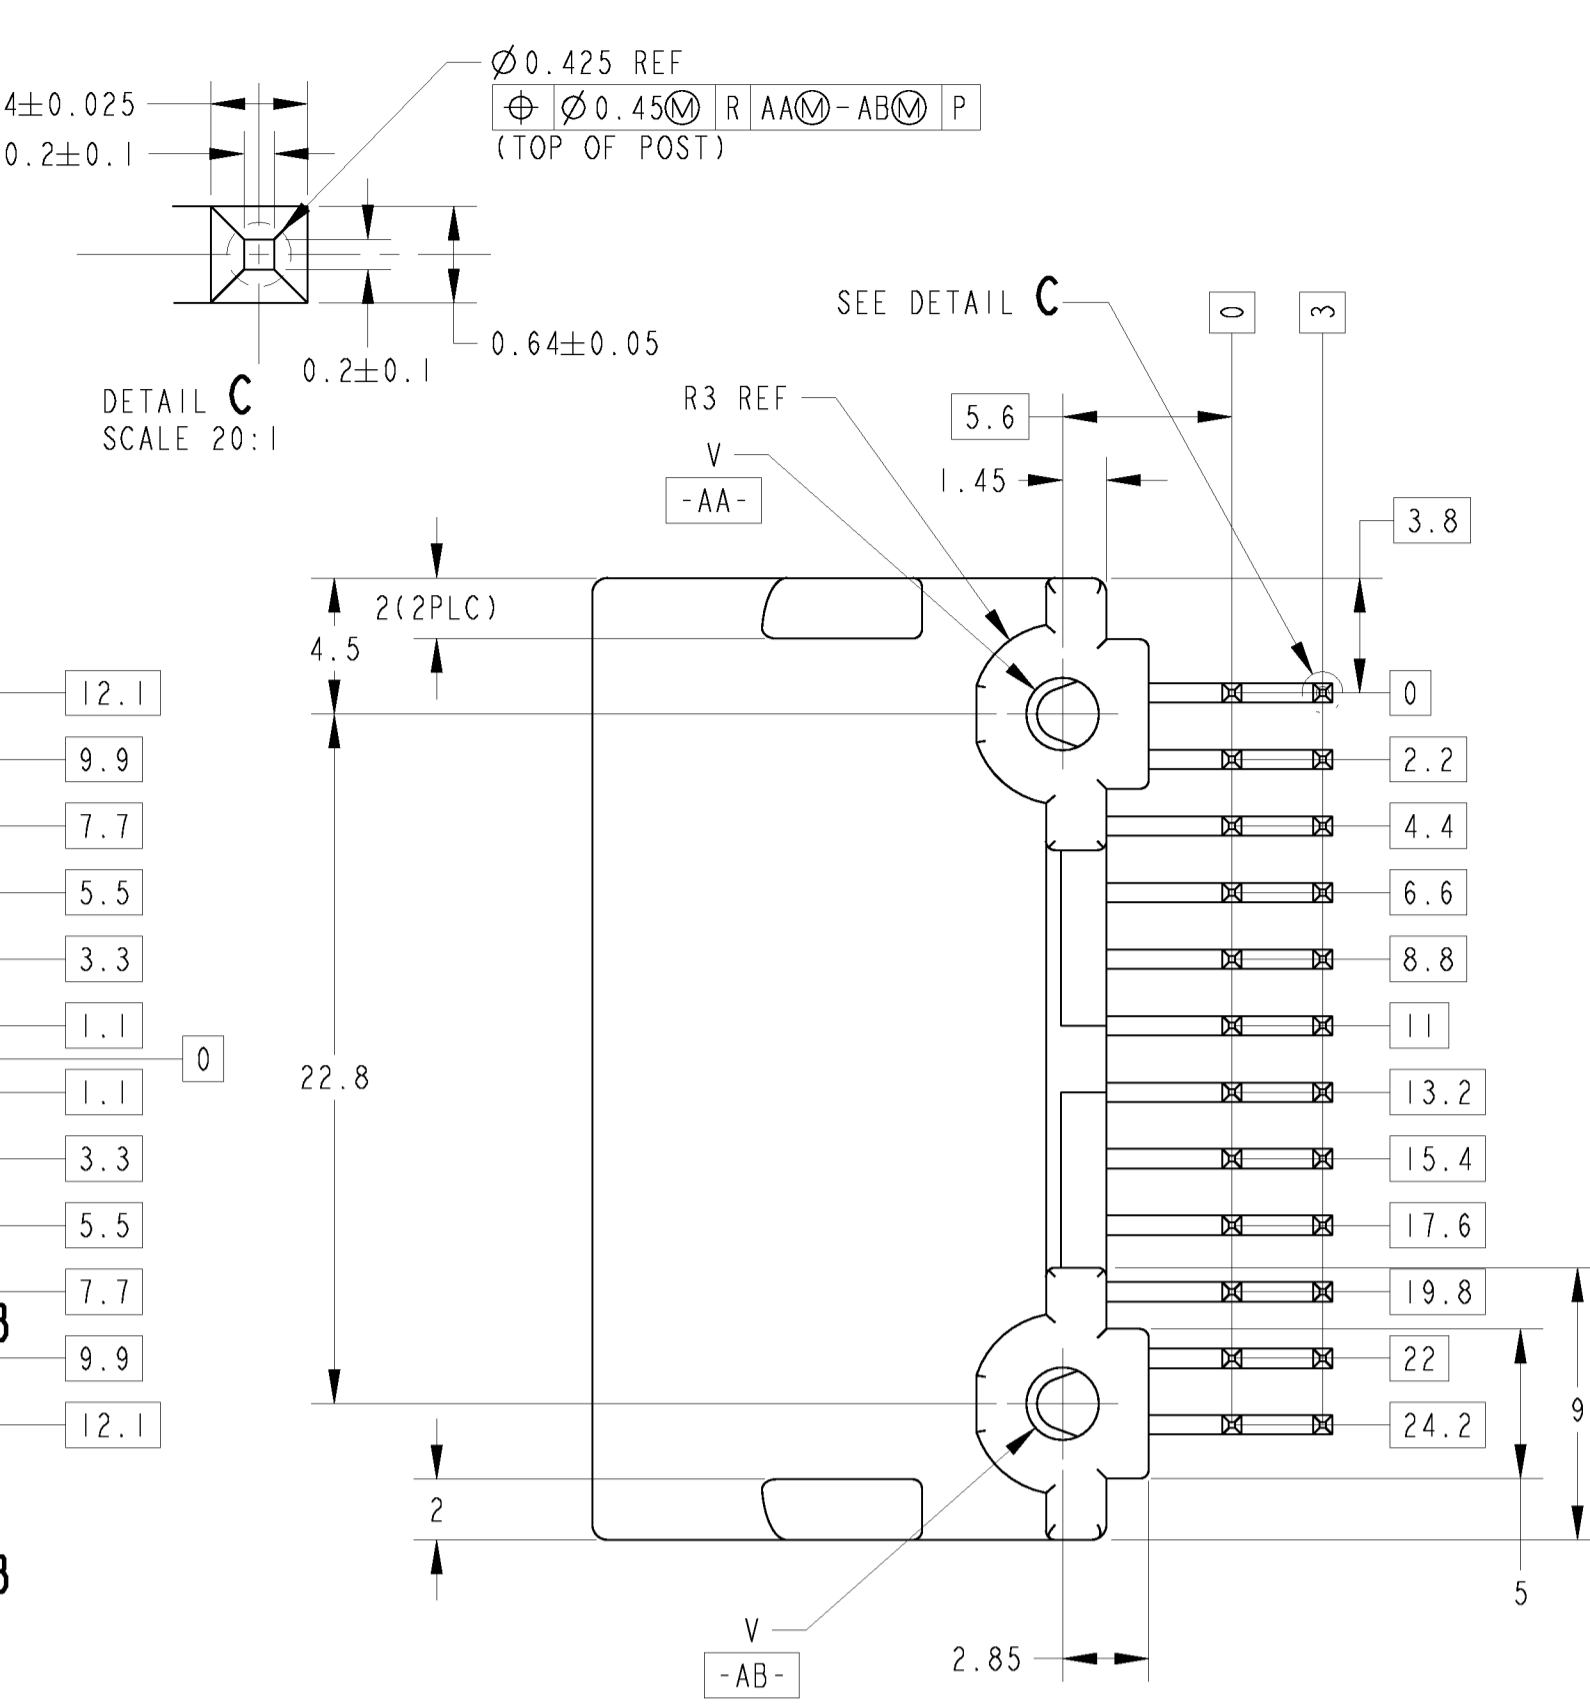 4±0.025
0.2±0.1
Ø0.425 REF
⌖ Ø0.45Ⓜ R AAⓂ-ABⓂ P
(TOP OF POST)
0.64±0.05
0.2±0.1
DETAIL C
SCALE 20:1
SEE DETAIL C
0
3
R3 REF
5.6
V
-AA-
1.45
3.8
2(2PLC)
4.5
12.1
9.9
7.7
5.5
3.3
1.1
0
1.1
3.3
5.5
7.7
9.9
12.1
B
B
22.8
2
0
2.2
4.4
6.6
8.8
11
13.2
15.4
17.6
19.8
22
24.2
9
5
V
-AB-
2.85